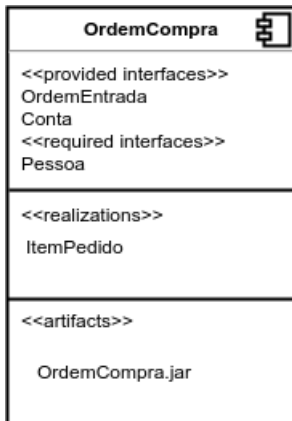 OrdemCompra
<<provided interfaces>>
OrdemEntrada
Conta
<<required interfaces>>
Pessoa
<<realizations>>
ItemPedido
<<artifacts>>
OrdemCompra.jar